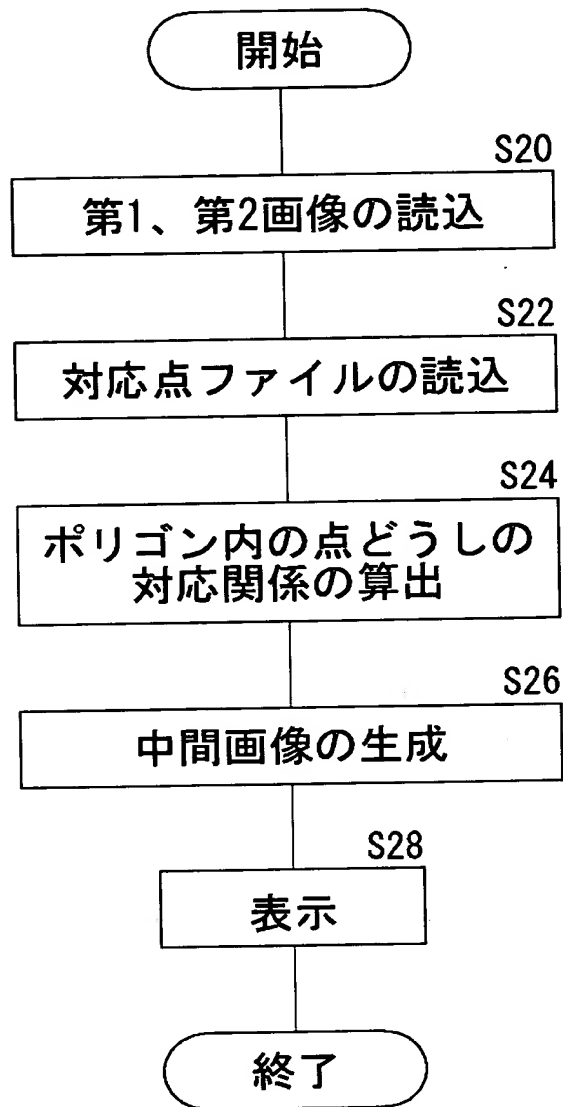 開始
S20
第1、第2画像の読込
S22
対応点ファイルの読込
S24
ポリゴン内の点どうしの
対応関係の算出
S26
中間画像の生成
S28
表示
終了